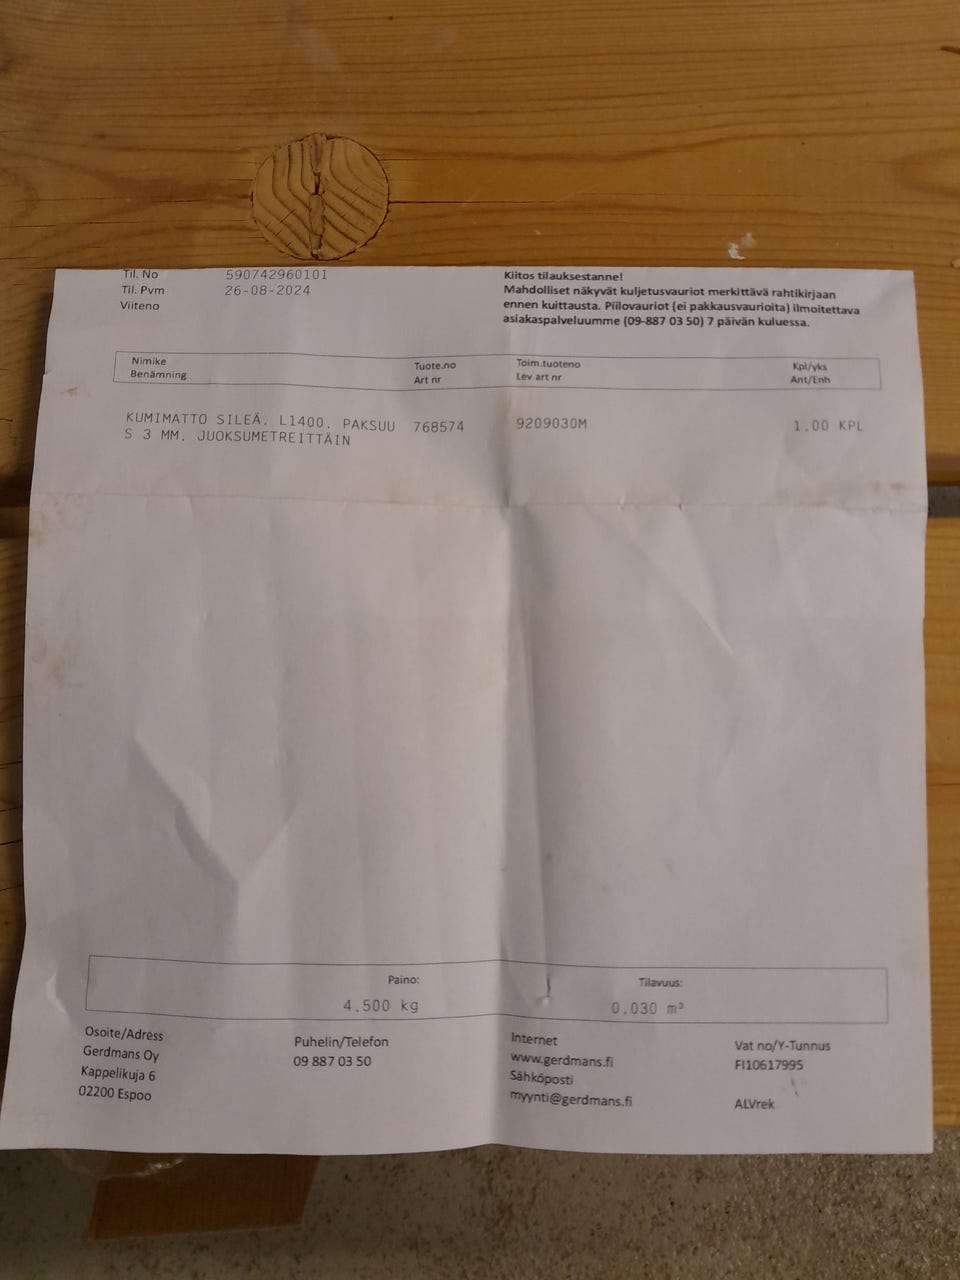 Til. No 590742960101
Til. Pvm 26-08-2024
Viiteno
Kiitos tilauksestanne!
Mahdolliset näkyvät kuljetusvauriot merkittävä rahtikirjaan
ennen kuittausta. Piilovauriot (ei pakkausvaurioita) ilmoitettava
asiakaspalveluumme (09-887 03 50) 7 päivän kuluessa.
Nimike Tuote.no Toim.tuoteno Kpl/yks
Benämning Art nr Lev art nr Ant/Enh
KUMIMATTO SILEÄ, L1400, PAKSUU 768574 9209030M 1,00 KPL
S 3 MM, JUOKSUMETREITTÄIN
Paino: Tilavuus:
4,500 kg 0,030 m³
Osoite/Adress
Gerdmans Oy
Kappelikuja 6
02200 Espoo
Puhelin/Telefon
09 887 03 50
Internet
www.gerdmans.fi
Sähköposti
myynti@gerdmans.fi
Vat no/Y-Tunnus
FI10617995
ALVrek